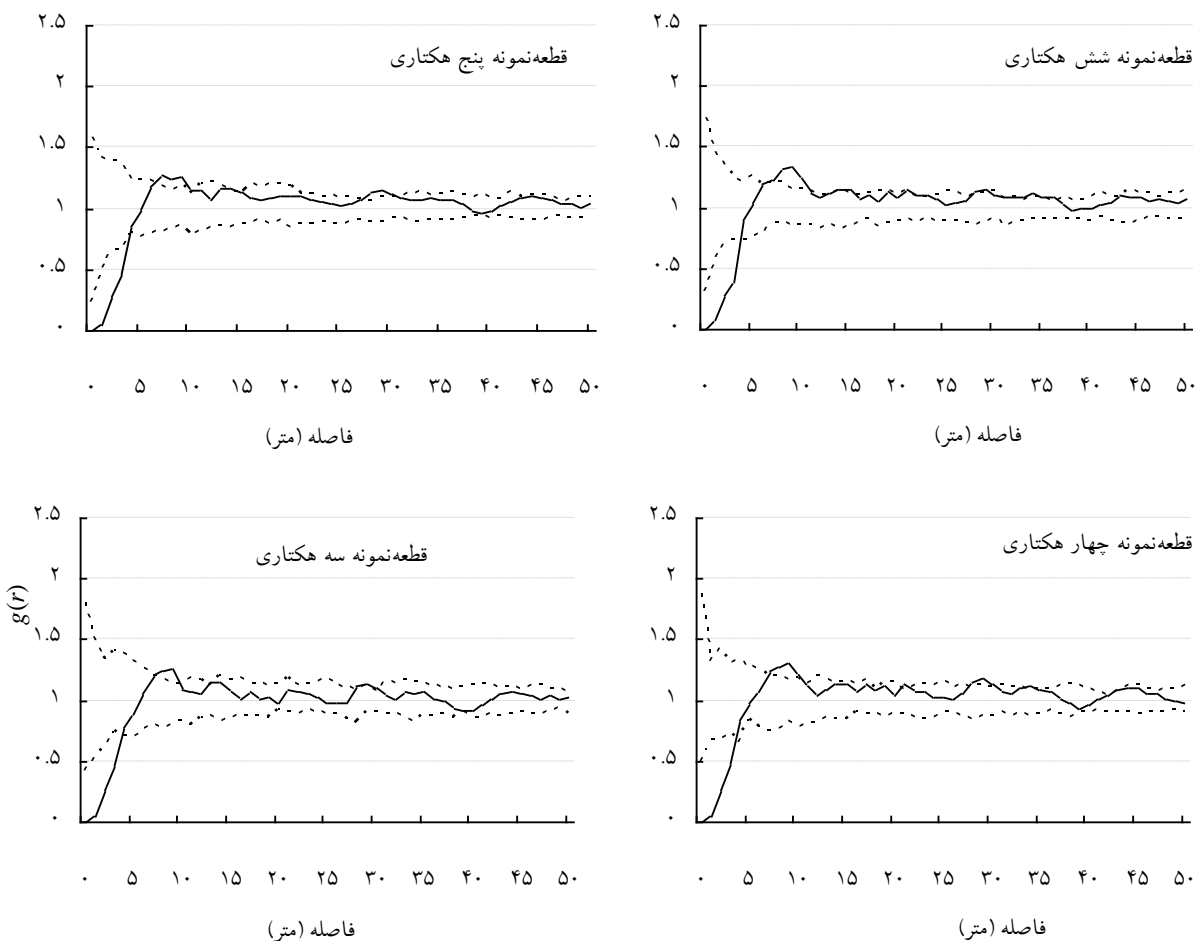 قطعه‌نمونه شش هکتاری
۲.۵
۲
۱.۵
۱
۰.۵
۰
۰ ۵ ۱۰ ۱۵ ۲۰ ۲۵ ۳۰ ۳۵ ۴۰ ۴۵ ۵۰
فاصله (متر)
قطعه‌نمونه پنج هکتاری
۲.۵
۲
۱.۵
۱
۰.۵
۰
۰ ۵ ۱۰ ۱۵ ۲۰ ۲۵ ۳۰ ۳۵ ۴۰ ۴۵ ۵۰
فاصله (متر)
قطعه‌نمونه چهار هکتاری
۲.۵
۲
۱.۵
۱
۰.۵
۰
۰ ۵ ۱۰ ۱۵ ۲۰ ۲۵ ۳۰ ۳۵ ۴۰ ۴۵ ۵۰
فاصله (متر)
قطعه‌نمونه سه هکتاری
g(r)
۲.۵
۲
۱.۵
۱
۰.۵
۰
۰ ۵ ۱۰ ۱۵ ۲۰ ۲۵ ۳۰ ۳۵ ۴۰ ۴۵ ۵۰
فاصله (متر)